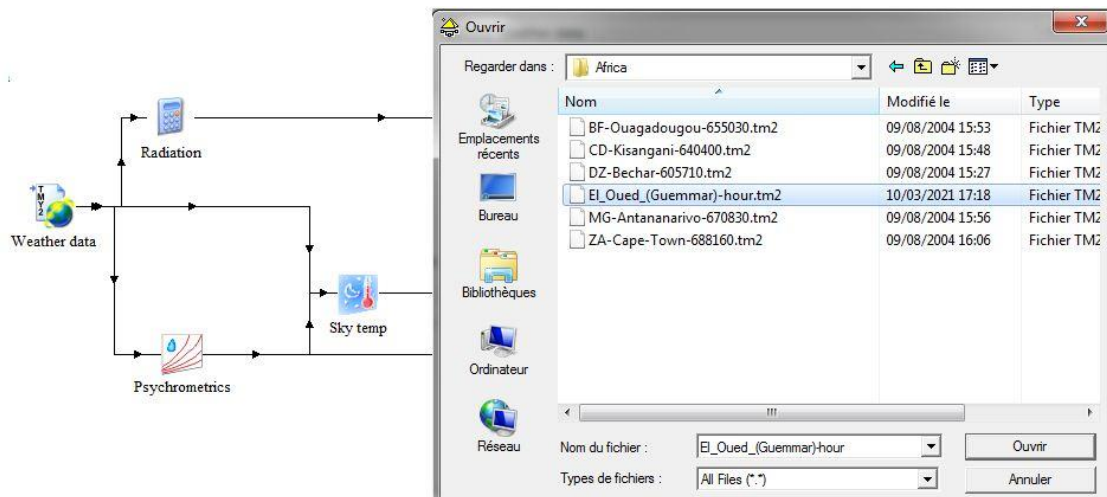 Radiation
TMY2
Weather data
Sky temp
Psychrometrics
Ouvrir
Regarder dans :
Africa
Emplacements
récents
Bureau
Bibliothèques
Ordinateur
Réseau
Nom Modifié le Type
BF-Ouagadougou-655030.tm2 09/08/2004 15:53 Fichier TM2
CD-Kisangani-640400.tm2 09/08/2004 15:48 Fichier TM2
DZ-Bechar-605710.tm2 09/08/2004 15:27 Fichier TM2
El_Oued_(Guemmar)-hour.tm2 10/03/2021 17:18 Fichier TM2
MG-Antananarivo-670830.tm2 09/08/2004 15:56 Fichier TM2
ZA-Cape-Town-688160.tm2 09/08/2004 16:06 Fichier TM2
Nom du fichier : El_Oued_(Guemmar)-hour Ouvrir
Types de fichiers : All Files (*.*) Annuler